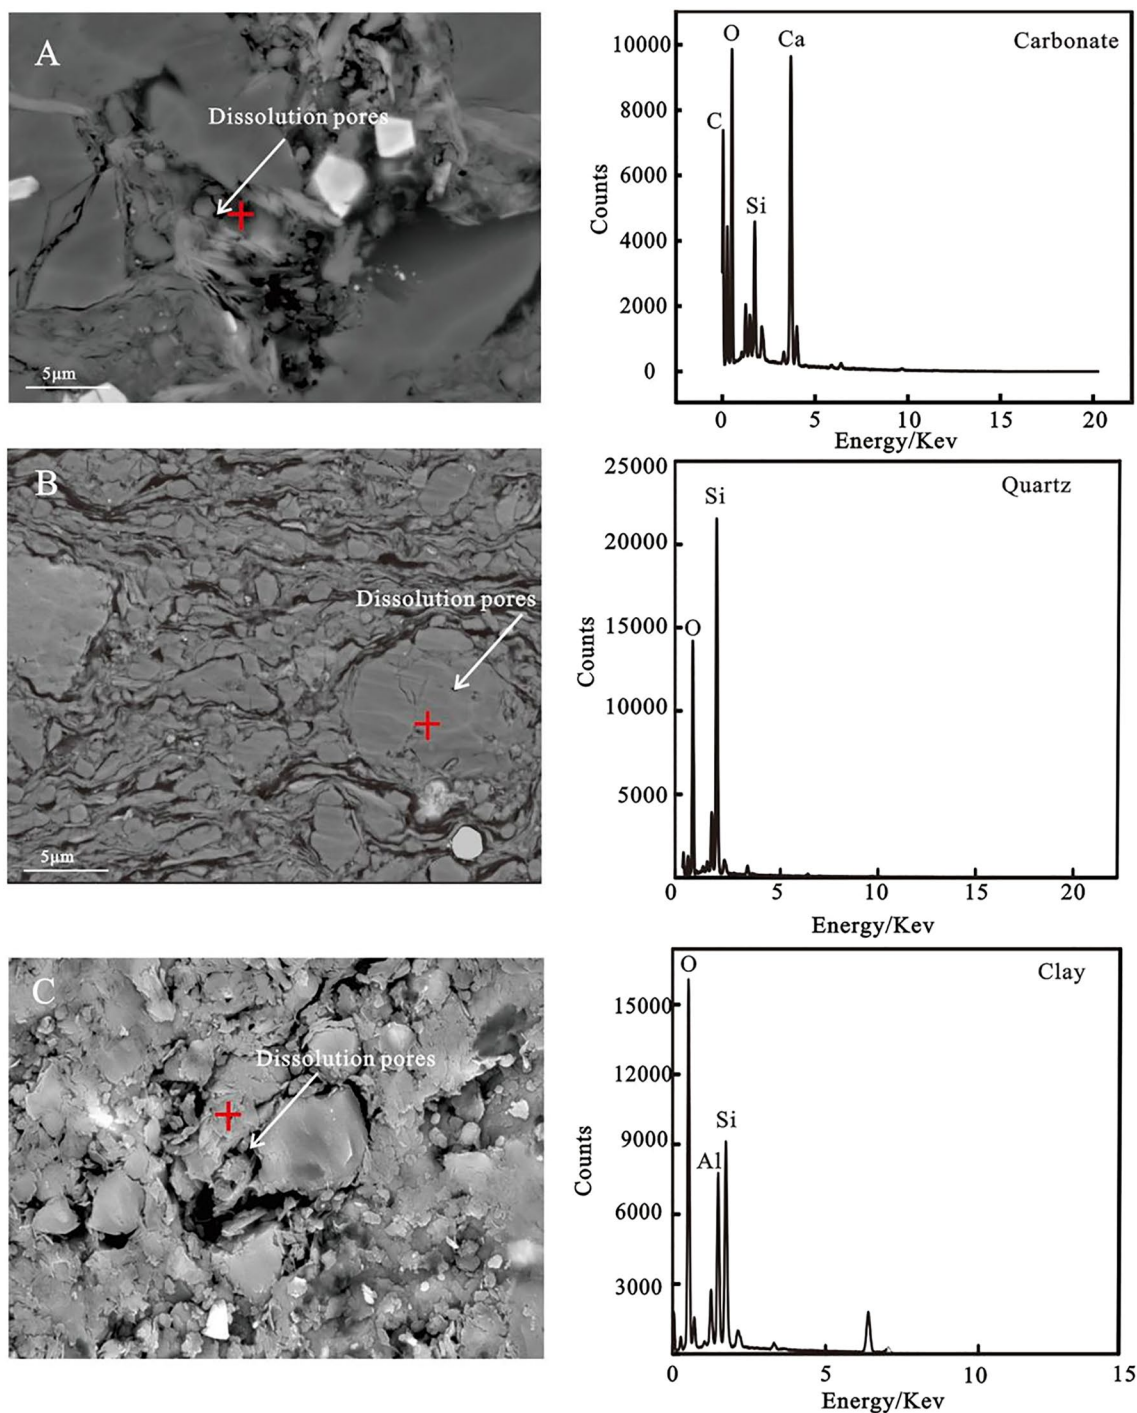 A
Dissolution pores
5μm
10000
8000
6000
4000
2000
0
Counts
C
O
Si
Ca
Carbonate
0 5 10 15 20
Energy/Kev
B
Dissolution pores
5μm
25000
20000
15000
10000
5000
Counts
O
Si
Quartz
0 5 10 15 20
Energy/Kev
C
Dissolution pores
15000
12000
9000
6000
3000
Counts
O
Al
Si
Clay
0 5 10 15
Energy/Kev